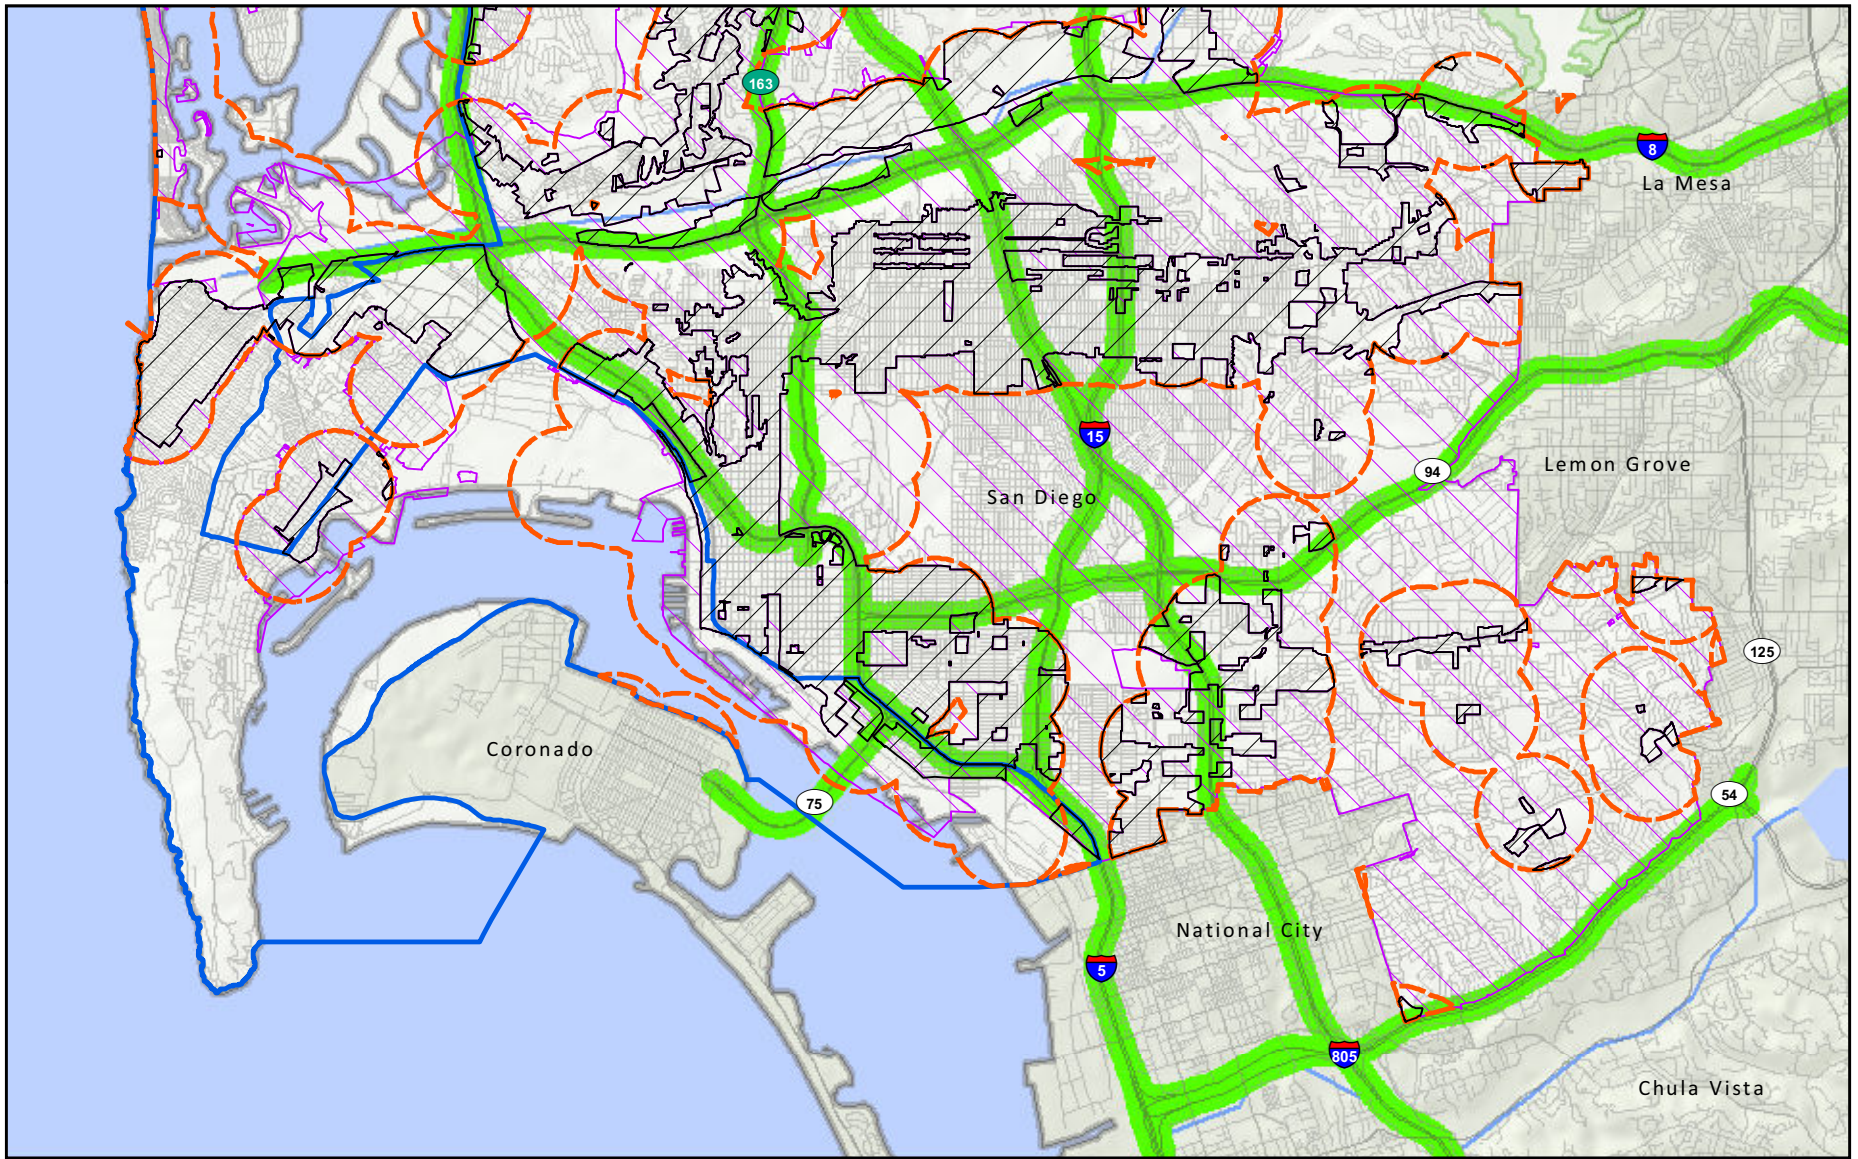 163
8
La Mesa
15
94
Lemon Grove
San Diego
125
Coronado
75
54
National City
5
805
Chula Vista